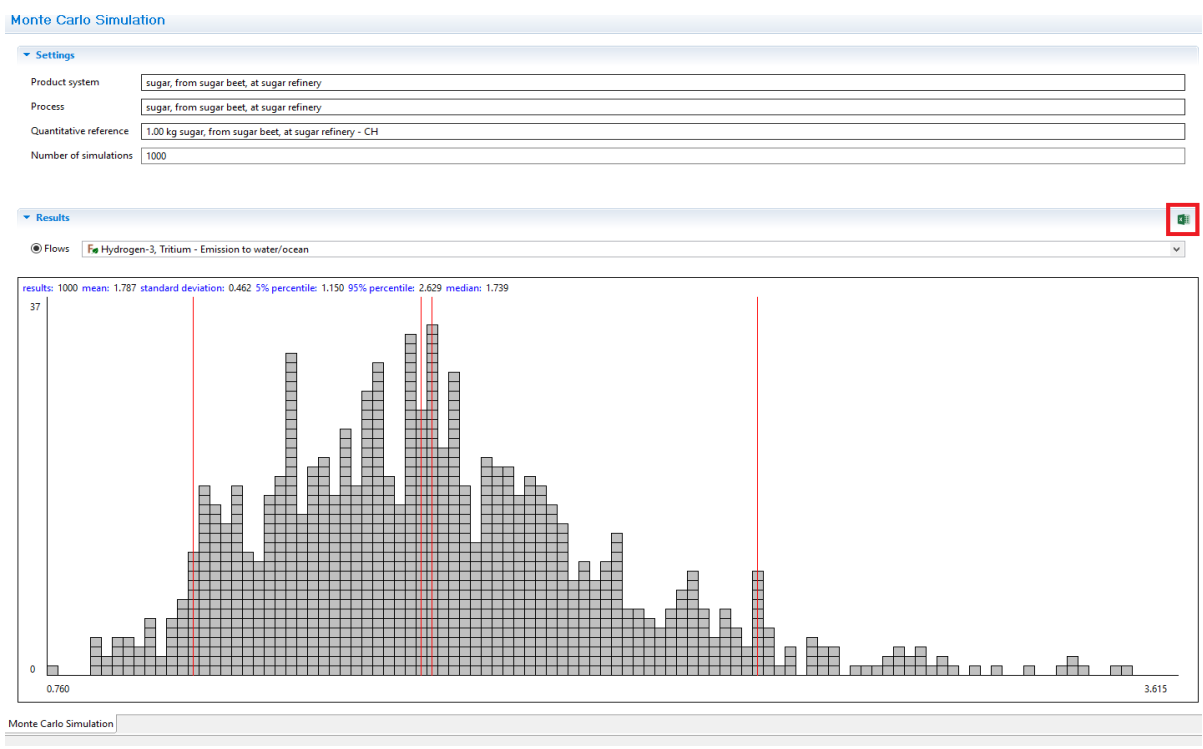 Monte Carlo Simulation
Settings
Product system sugar, from sugar beet, at sugar refinery
Process sugar, from sugar beet, at sugar refinery
Quantitative reference 1.00 kg sugar, from sugar beet, at sugar refinery - CH
Number of simulations 1000
Results
Flows Fe Hydrogen-3, Tritium - Emission to water/ocean
results: 1000 mean: 1.787 standard deviation: 0.462 5% percentile: 1.150 95% percentile: 2.629 median: 1.739
37
0
0.760 3.615
Monte Carlo Simulation